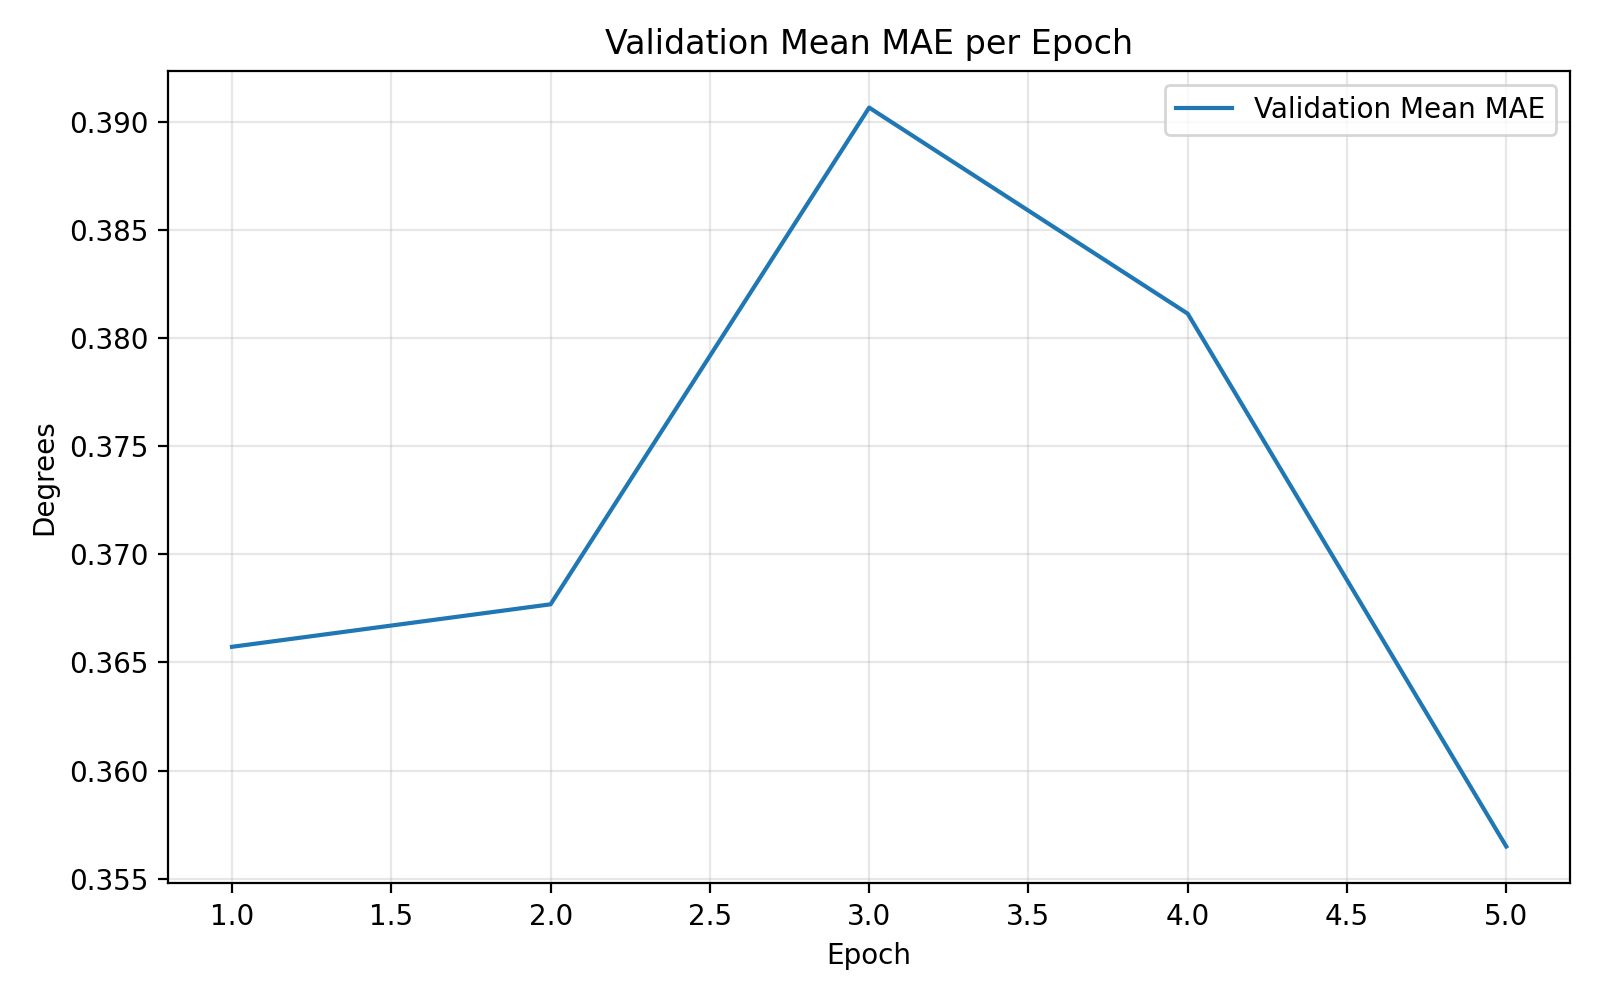 Validation Mean MAE per Epoch
Validation Mean MAE
0.390
0.385
0.380
0.375
0.370
0.365
0.360
0.355
Degrees
1.0 1.5 2.0 2.5 3.0 3.5 4.0 4.5 5.0
Epoch